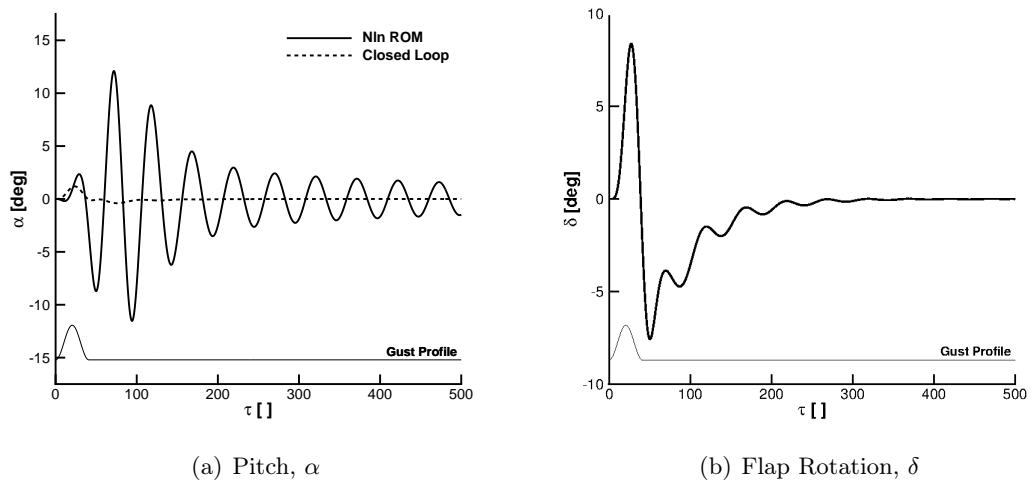 15
10
5
0
-5
-10
-15
α [deg]
Nln ROM
Closed Loop
Gust Profile
0 100 200 300 400 500
τ [ ]
(a) Pitch, α
10
5
0
-5
-10
δ [deg]
Gust Profile
0 100 200 300 400 500
τ [ ]
(b) Flap Rotation, δ